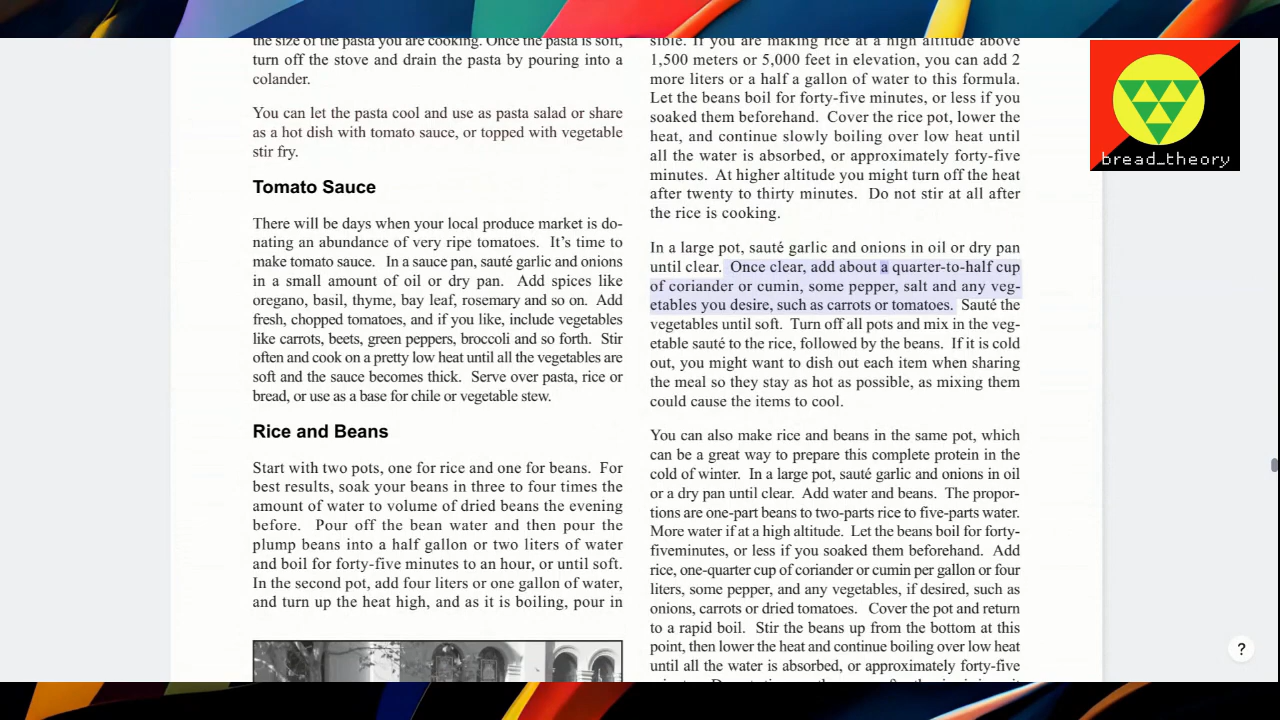 the size of the pasta you are cooking. Once the pasta is soft,
turn off the stove and drain the pasta by pouring into a
colander.
You can let the pasta cool and use as pasta salad or share
as a hot dish with tomato sauce, or topped with vegetable
stir fry.
Tomato Sauce
There will be days when your local produce market is do-
nating an abundance of very ripe tomatoes. It's time to
make tomato sauce. In a sauce pan, sauté garlic and onions
in a small amount of oil or dry pan. Add spices like
oregano, basil, thyme, bay leaf, rosemary and so on. Add
fresh, chopped tomatoes, and if you like, include vegetables
like carrots, beets, green peppers, broccoli and so forth. Stir
often and cook on a pretty low heat until all the vegetables are
soft and the sauce becomes thick. Serve over pasta, rice or
bread, or use as a base for chile or vegetable stew.
Rice and Beans
Start with two pots, one for rice and one for beans. For
best results, soak your beans in three to four times the
amount of water to volume of dried beans the evening
before. Pour off the bean water and then pour the
plump beans into a half gallon or two liters of water
and boil for forty-five minutes to an hour, or until soft.
In the second pot, add four liters or one gallon of water,
and turn up the heat high, and as it is boiling, pour in
sible. If you are making rice at a high altitude above
1,500 meters or 5,000 feet in elevation, you can add 2
more liters or a half a gallon of water to this formula.
Let the beans boil for forty-five minutes, or less if you
soaked them beforehand. Cover the rice pot, lower the
heat, and continue slowly boiling over low heat until
all the water is absorbed, or approximately forty-five
minutes. At higher altitude you might turn off the heat
after twenty to thirty minutes. Do not stir at all after
the rice is cooking.
In a large pot, sauté garlic and onions in oil or dry pan
until clear. Once clear, add about a quarter-to-half cup
of coriander or cumin, some pepper, salt and any veg-
etables you desire, such as carrots or tomatoes. Sauté the
vegetables until soft. Turn off all pots and mix in the veg-
etable sauté to the rice, followed by the beans. If it is cold
out, you might want to dish out each item when sharing
the meal so they stay as hot as possible, as mixing them
could cause the items to cool.
You can also make rice and beans in the same pot, which
can be a great way to prepare this complete protein in the
cold of winter. In a large pot, sauté garlic and onions in oil
or a dry pan until clear. Add water and beans. The propor-
tions are one-part beans to two-parts rice to five-parts water.
More water if at a high altitude. Let the beans boil for forty-
fiveminutes, or less if you soaked them beforehand. Add
rice, one-quarter cup of coriander or cumin per gallon or four
liters, some pepper, and any vegetables, if desired, such as
onions, carrots or dried tomatoes. Cover the pot and return
to a rapid boil. Stir the beans up from the bottom at this
point, then lower the heat and continue boiling over low heat
until all the water is absorbed, or approximately forty-five
bread_theory
?